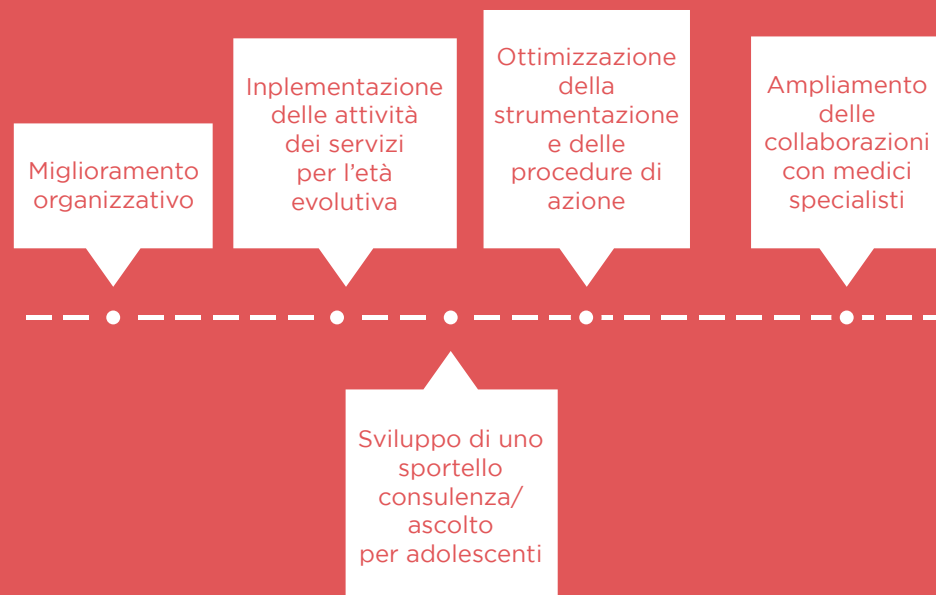 Miglioramento
organizzativo
Inplementazione
delle attività
dei servizi
per l'età
evolutiva
Sviluppo di uno
sportello
consulenza/
ascolto
per adolescenti
Ottimizzazione
della
strumentazione
e delle
procedure di
azione
Ampliamento
delle
collaborazioni
con medici
specialisti